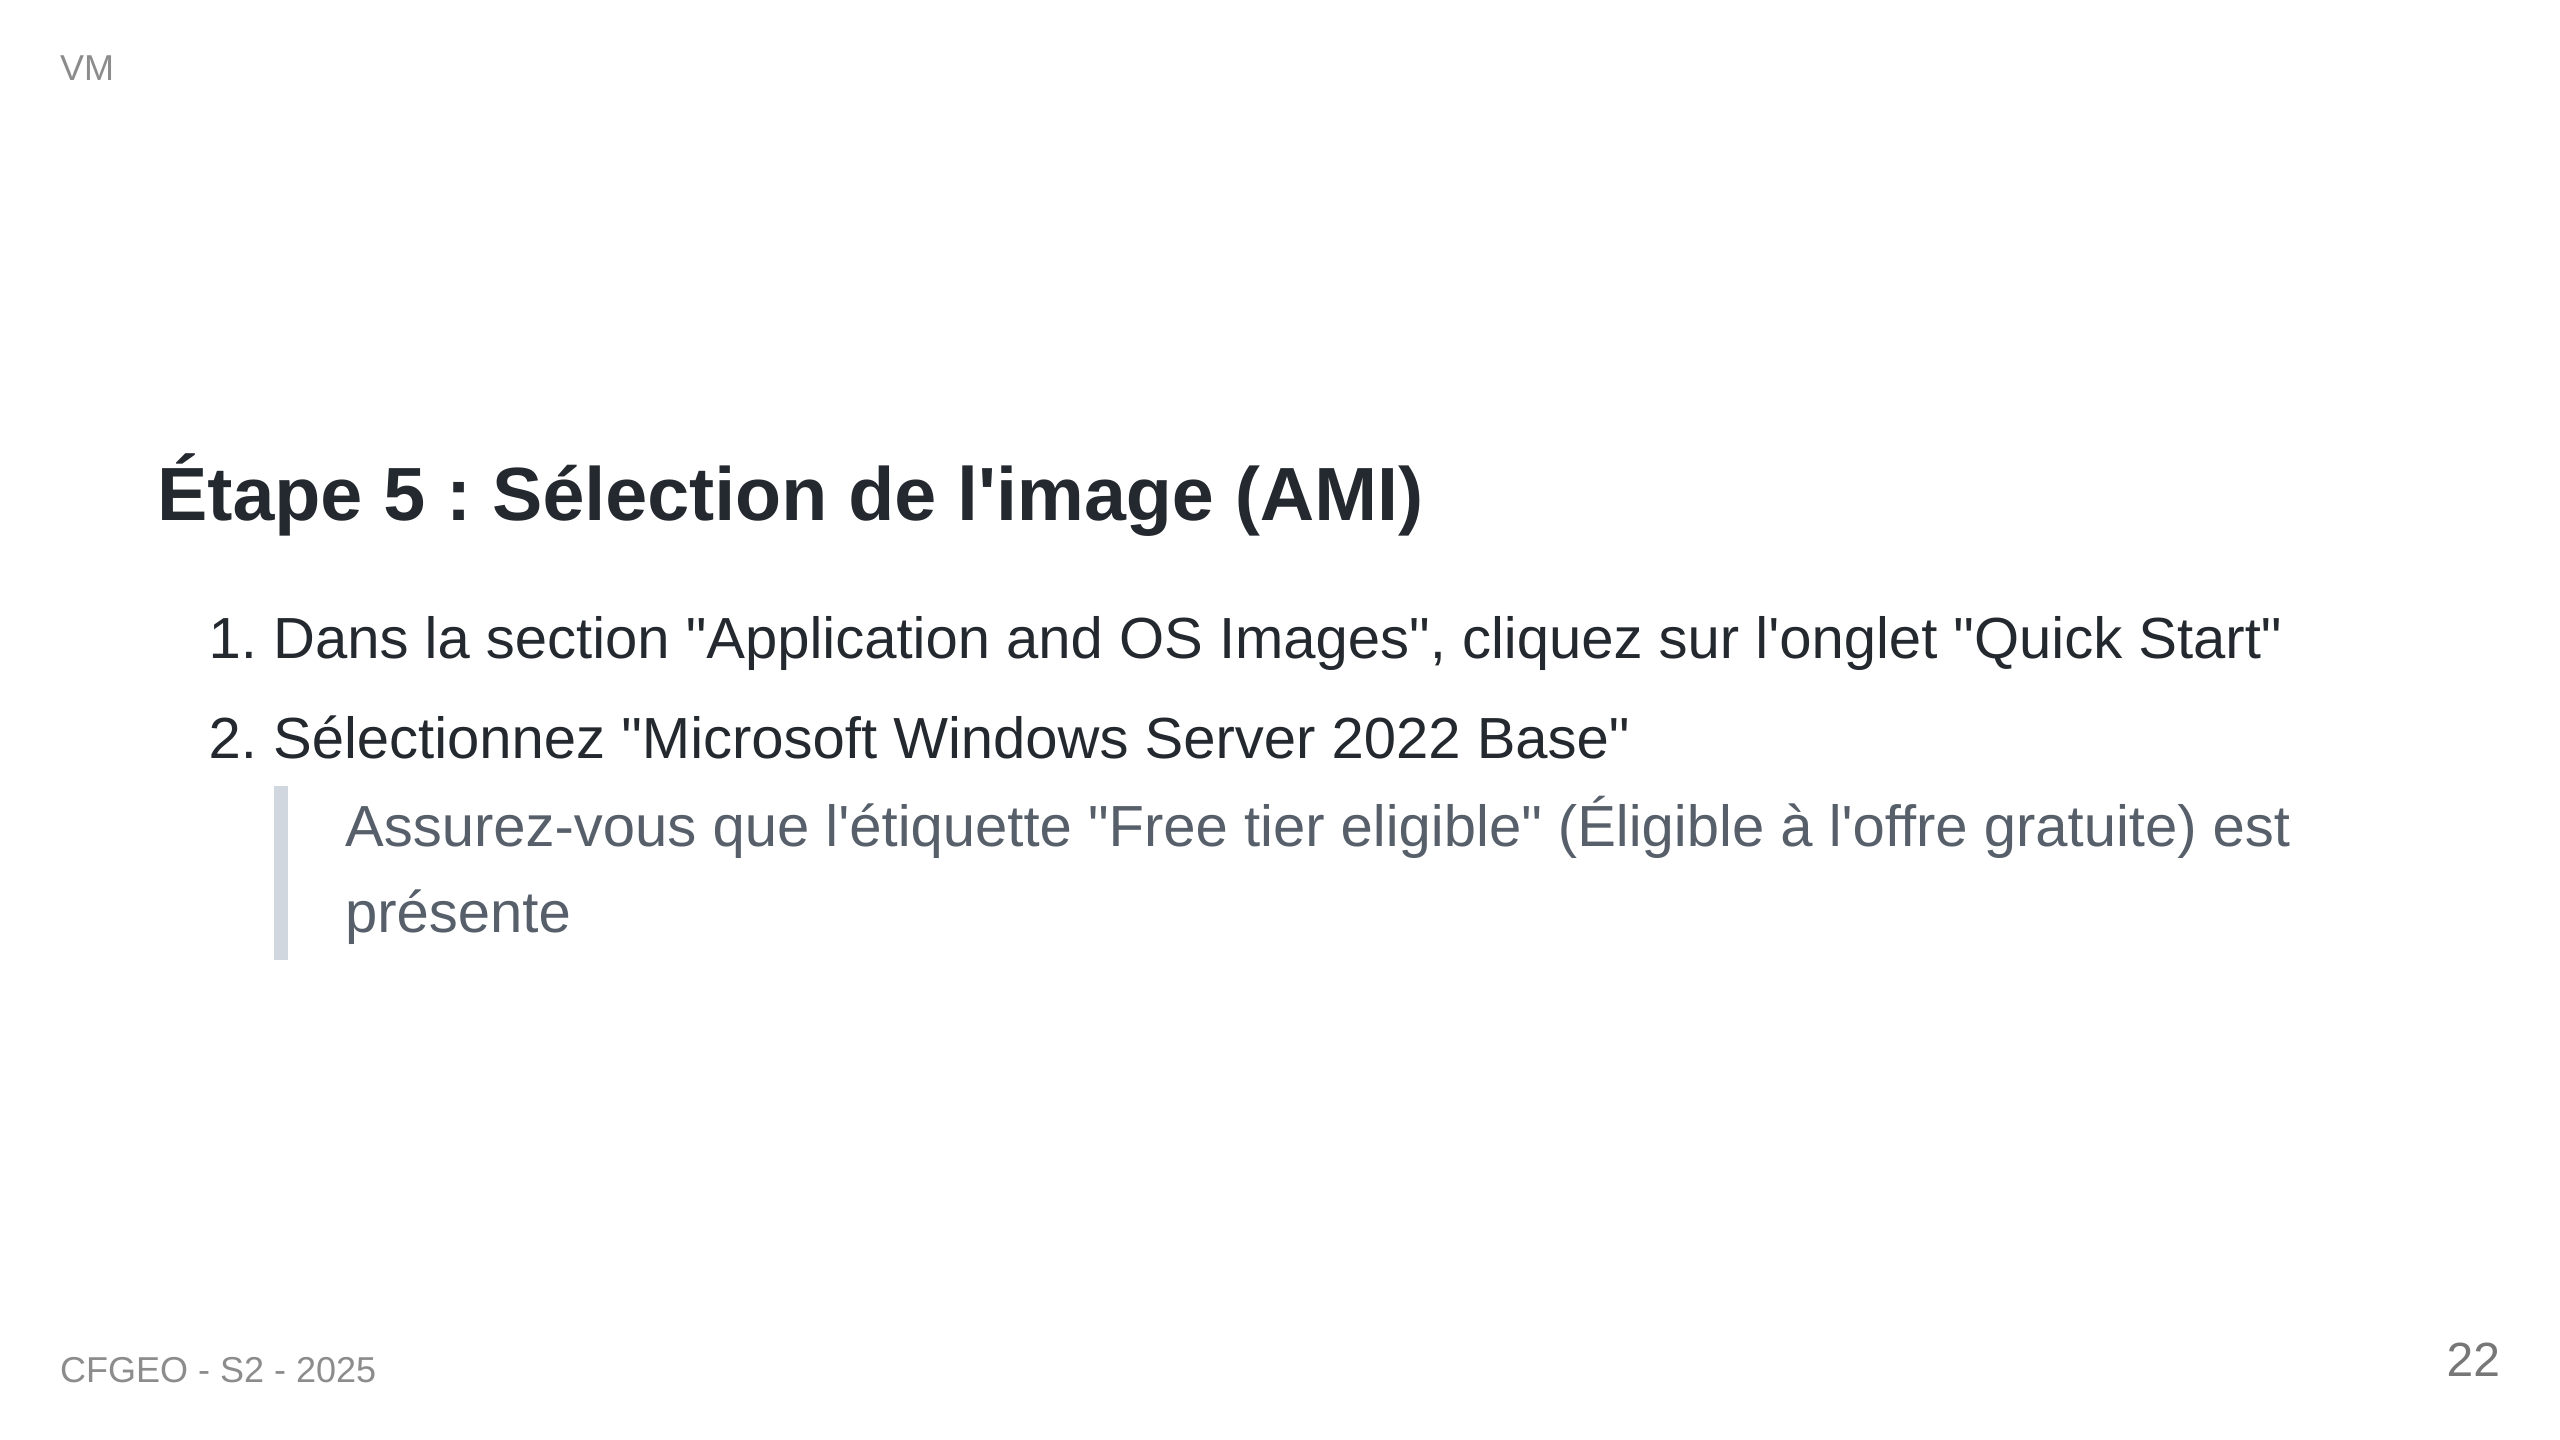 VM
Étape 5 : Sélection de l'image (AMI)
1. Dans la section "Application and OS Images", cliquez sur l'onglet "Quick Start"
2. Sélectionnez "Microsoft Windows Server 2022 Base"
Assurez-vous que l'étiquette "Free tier eligible" (Éligible à l'offre gratuite) est
présente
CFGEO - S2 - 2025
22